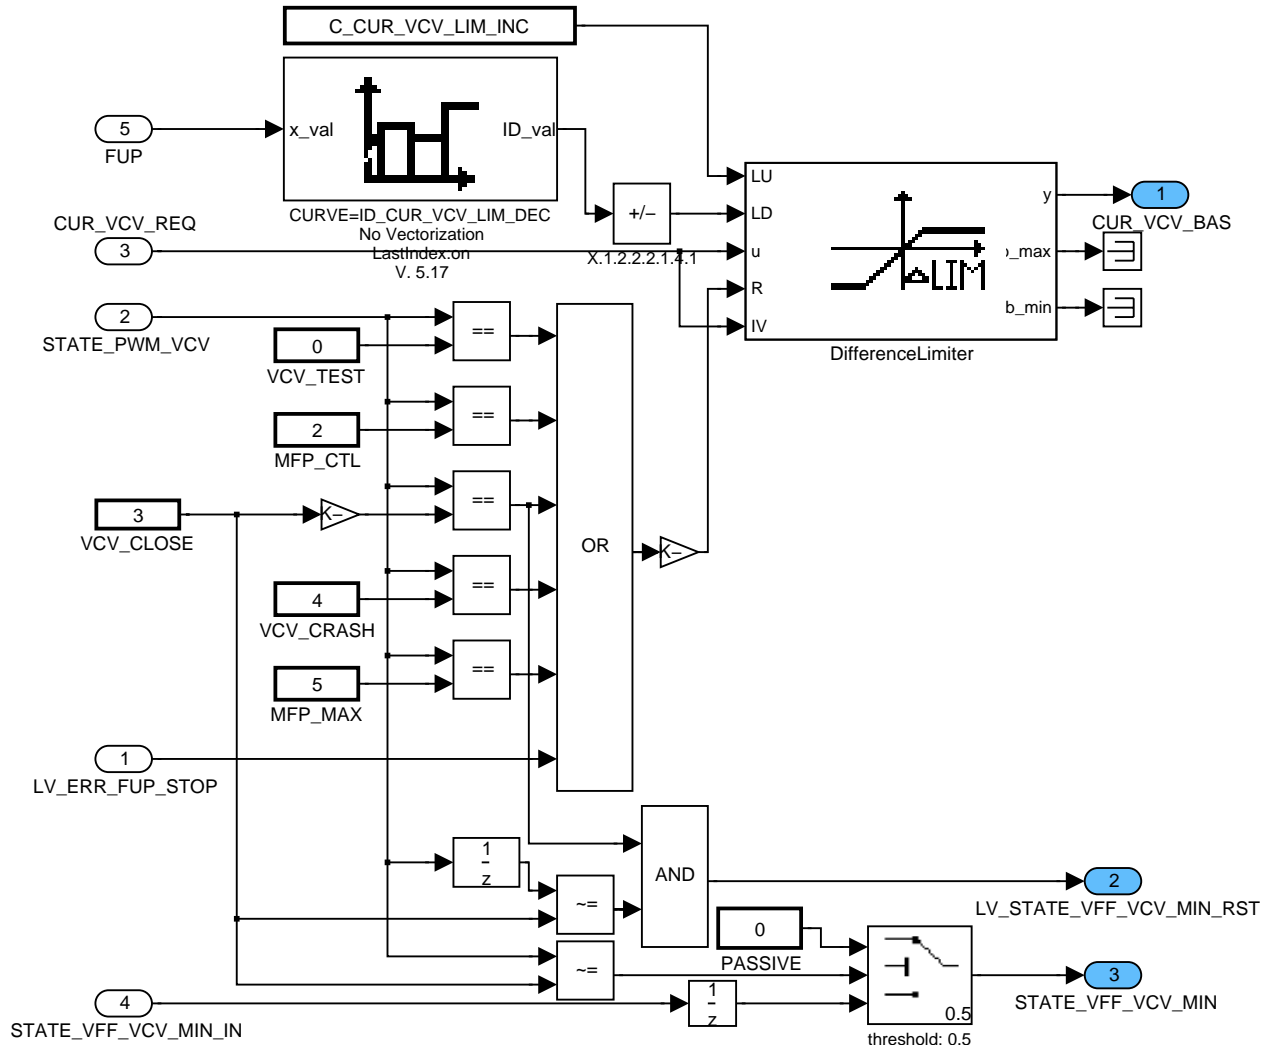 C_CUR_VCV_LIM_INC
5
FUP
x_val
ID_val
CURVE=ID_CUR_VCV_LIM_DEC
No Vectorization
LastIndex:on
V. 5.17
+/−
X.1.2.2.2.1.4.1
CUR_VCV_REQ
3
LU
LD
u
R
IV
LIM
y
b_min
DifferenceLimiter
1
CUR_VCV_BAS
2
STATE_PWM_VCV
0
VCV_TEST
==
2
MFP_CTL
==
3
VCV_CLOSE
K−
==
4
VCV_CRASH
==
5
MFP_MAX
==
OR
K−
1
LV_ERR_FUP_STOP
1
z
~=
AND
2
LV_STATE_VFF_VCV_MIN_RST
~=
0
PASSIVE
4
STATE_VFF_VCV_MIN_IN
1
z
0.5
threshold: 0.5
3
STATE_VFF_VCV_MIN